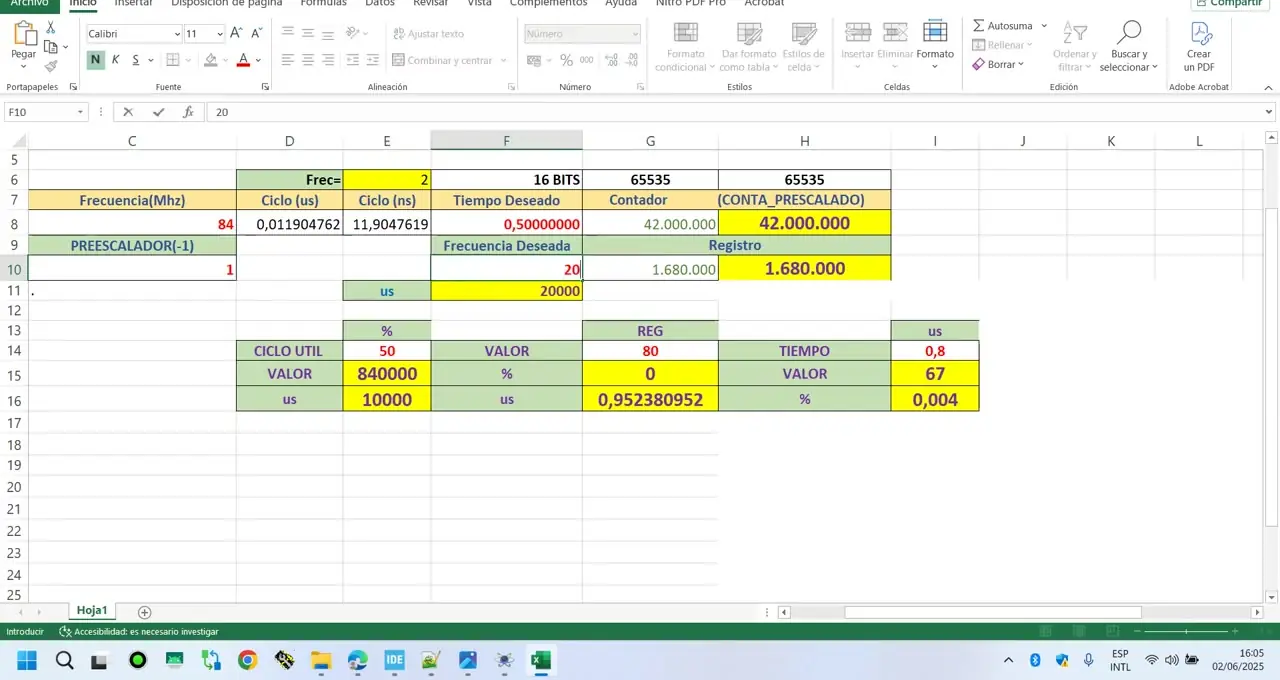 Archivo Inicio Insertar Disposición de página Fórmulas Datos Revisar Vista Complementos Ayuda Nitro PDF Pro Acrobat Compartir
Calibri 11 A A Ajustar texto Número Autosuma
Pegar Formato Dar formato Estilos de Insertar Eliminar Formato Rellenar Ordenar y Buscar y Crear
N K S A Combinar y centrar % 000 condicional como tabla celda Borrar filtrar seleccionar un PDF
Portapapeles Fuente Alineación Número Estilos Celdas Edición Adobe Acrobat
F10 fx 20
C D E F G H I J K L
5
6 Frec= 2 16 BITS 65535 65535
7 Frecuencia(Mhz) Ciclo (us) Ciclo (ns) Tiempo Deseado Contador (CONTA_PRESCALADO)
8 84 0,011904762 11,9047619 0,50000000 42.000.000 42.000.000
9 PREESCALADOR(-1) Frecuencia Deseada Registro
10 1 20 1.680.000 1.680.000
11 . us 20000
12
13 % REG us
14 CICLO UTIL 50 VALOR 80 TIEMPO 0,8
15 VALOR 840000 % 0 VALOR 67
16 us 10000 us 0,952380952 % 0,004
17
18
19
20
21
22
23
24
25
Hoja1
Introducir Accesibilidad: es necesario investigar
IDE ESP 16:05
INTL 02/06/2025